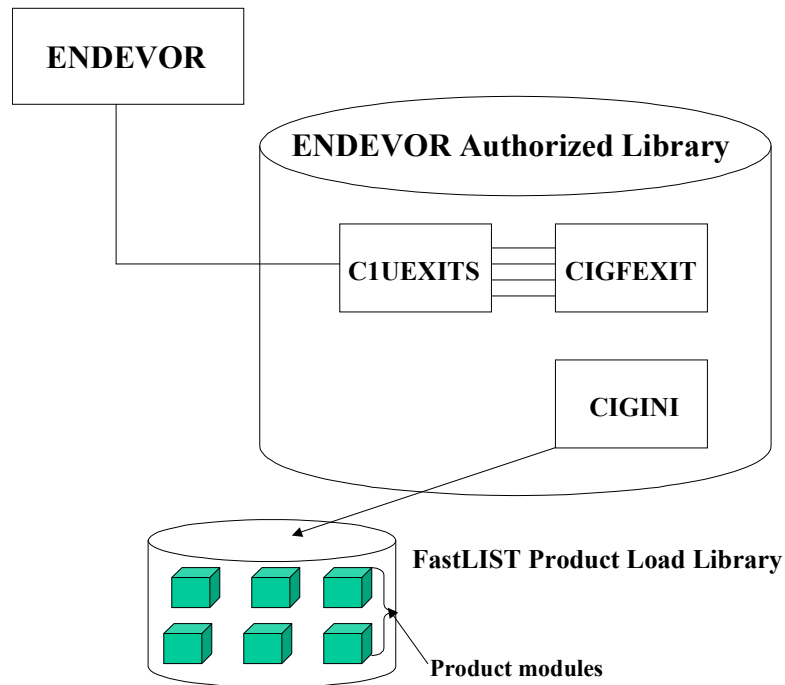 ENDEVOR
ENDEVOR Authorized Library
C1UEXITS
CIGFEXIT
CIGINI
FastLIST Product Load Library
Product modules